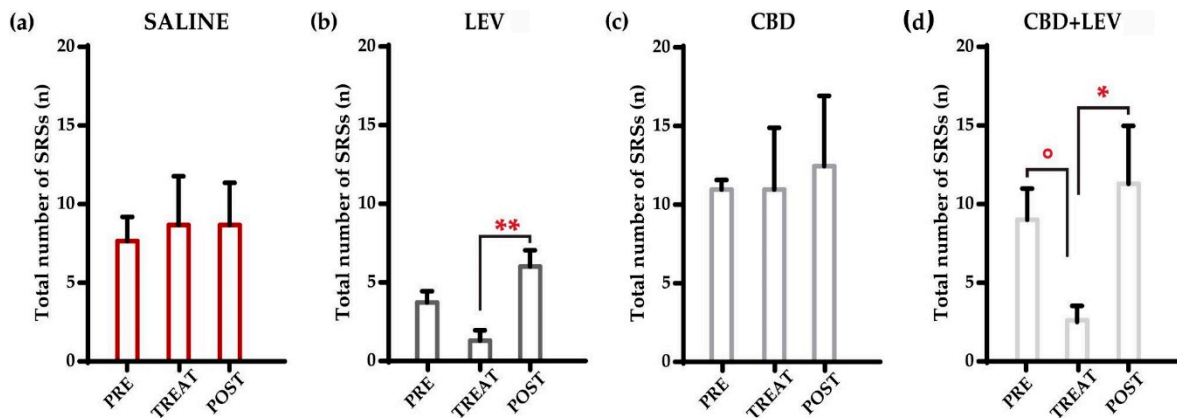 (a) SALINE
Total number of SRSs (n)
20
15
10
5
0
PRE
TREAT
POST
(b) LEV
Total number of SRSs (n)
20
15
10
5
0
**
PRE
TREAT
POST
(c) CBD
Total number of SRSs (n)
20
15
10
5
0
PRE
TREAT
POST
(d) CBD+LEV
Total number of SRSs (n)
20
15
10
5
0
°
*
PRE
TREAT
POST